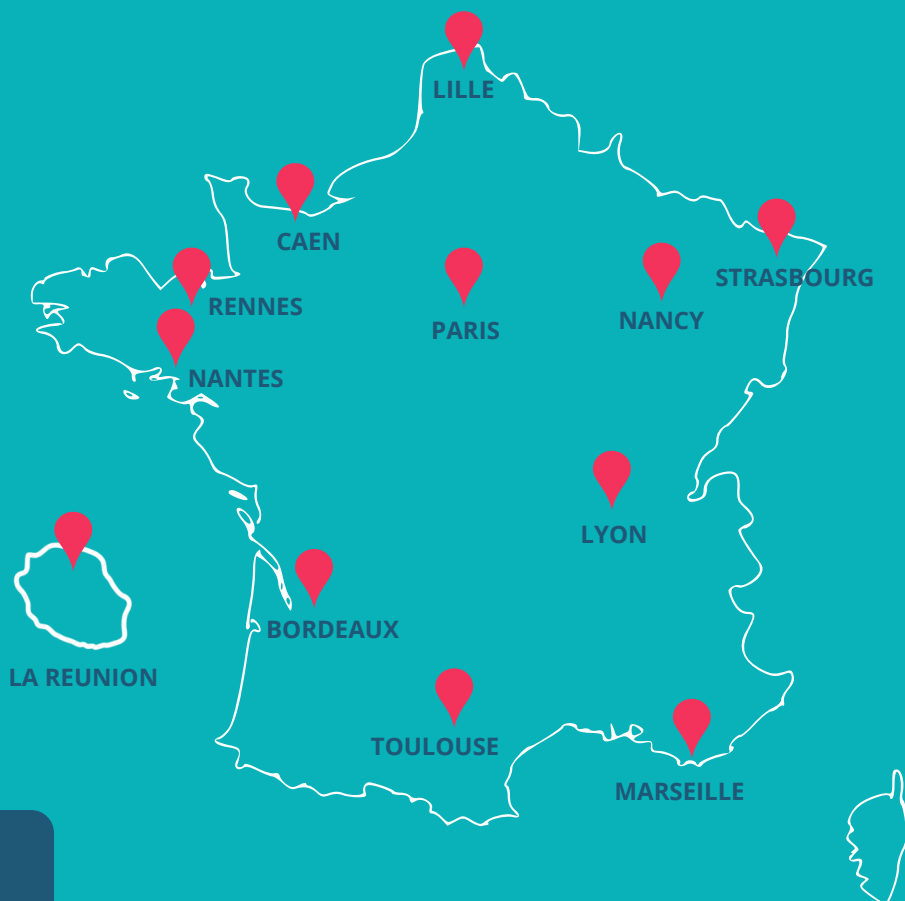 LILLE
CAEN
STRASBOURG
RENNES
NANCY
PARIS
NANTES
LYON
BORDEAUX
LA REUNION
TOULOUSE
MARSEILLE